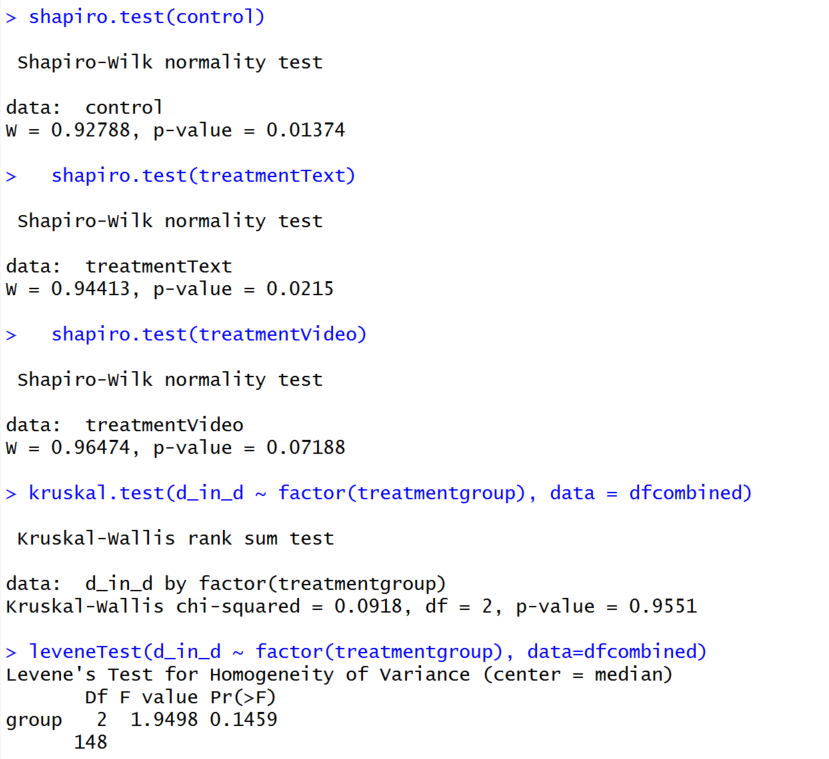 > shapiro.test(control)
Shapiro-Wilk normality test
data:  control
W = 0.92788, p-value = 0.01374
>   shapiro.test(treatmentText)
Shapiro-Wilk normality test
data:  treatmentText
W = 0.94413, p-value = 0.0215
>   shapiro.test(treatmentVideo)
Shapiro-Wilk normality test
data:  treatmentVideo
W = 0.96474, p-value = 0.07188
> kruskal.test(d_in_d ~ factor(treatmentgroup), data = dfcombined)
Kruskal-Wallis rank sum test
data:  d_in_d by factor(treatmentgroup)
Kruskal-Wallis chi-squared = 0.0918, df = 2, p-value = 0.9551
> leveneTest(d_in_d ~ factor(treatmentgroup), data=dfcombined)
Levene's Test for Homogeneity of Variance (center = median)
Df F value Pr(>F)
group   2  1.9498 0.1459
148